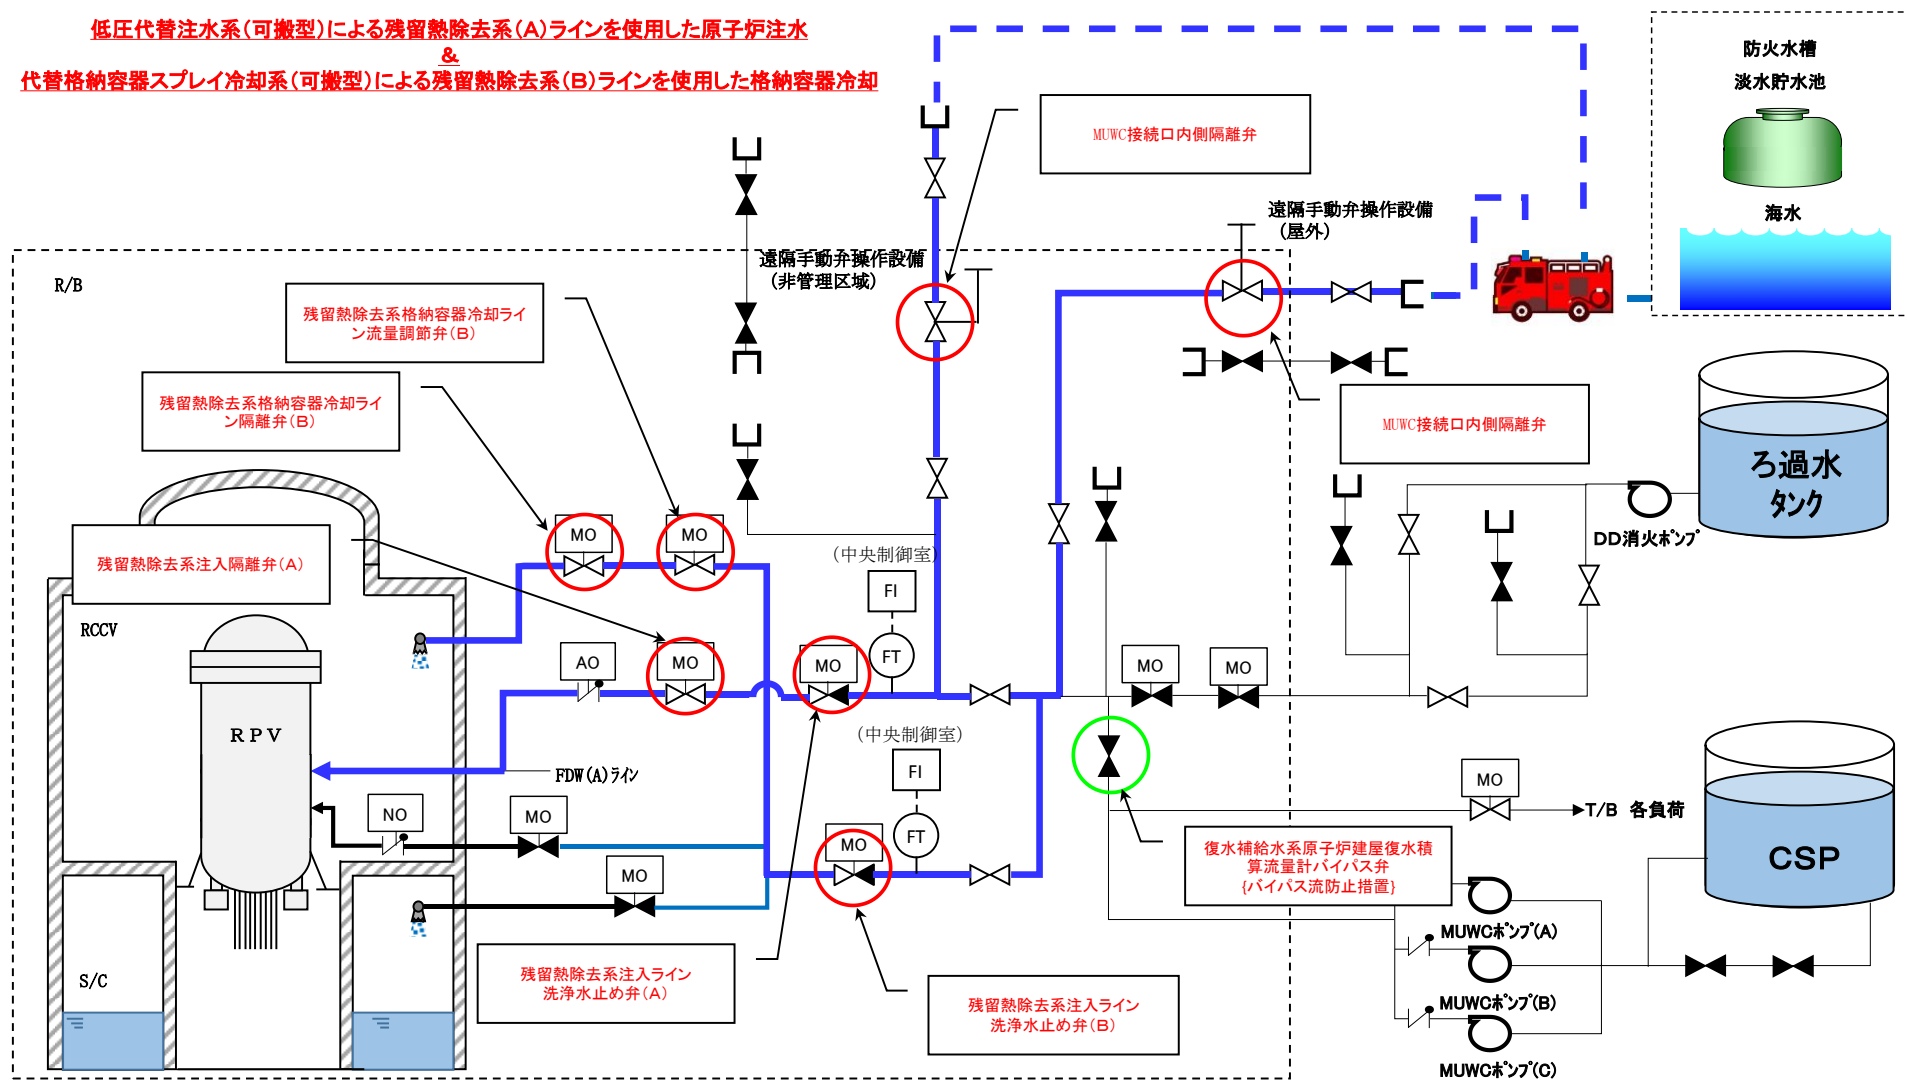 低圧代替注水系（可搬型）による残留熱除去系（A）ラインを使用した原子炉注水
&
代替格納容器スプレイ冷却系（可搬型）による残留熱除去系（B）ラインを使用した格納容器冷却
防火水槽
淡水貯水池
海水
MUWC接続口内側隔離弁
遠隔手動弁操作設備
（屋外）
遠隔手動弁操作設備
（非管理区域）
R/B
残留熱除去系格納容器冷却ライ
ン流量調節弁（B）
残留熱除去系格納容器冷却ライ
ン隔離弁（B）
MUWC接続口内側隔離弁
ろ過水
タンク
DD消火ポンプ
残留熱除去系注入隔離弁（A）
MO
MO
（中央制御室）
FI
FT
RCCV
AO
MO
MO
MO
MO
RPV
（中央制御室）
FI
FT
FDW(A)ライン
NO
MO
MO
MO
MO
T/B 各負荷
CSP
復水補給水系原子炉建屋復水積
算流量計バイパス弁
{バイパス流防止措置}
MUWCポンプ(A)
MUWCポンプ(B)
MUWCポンプ(C)
S/C
残留熱除去系注入ライン
洗浄水止め弁（A）
残留熱除去系注入ライン
洗浄水止め弁（B）